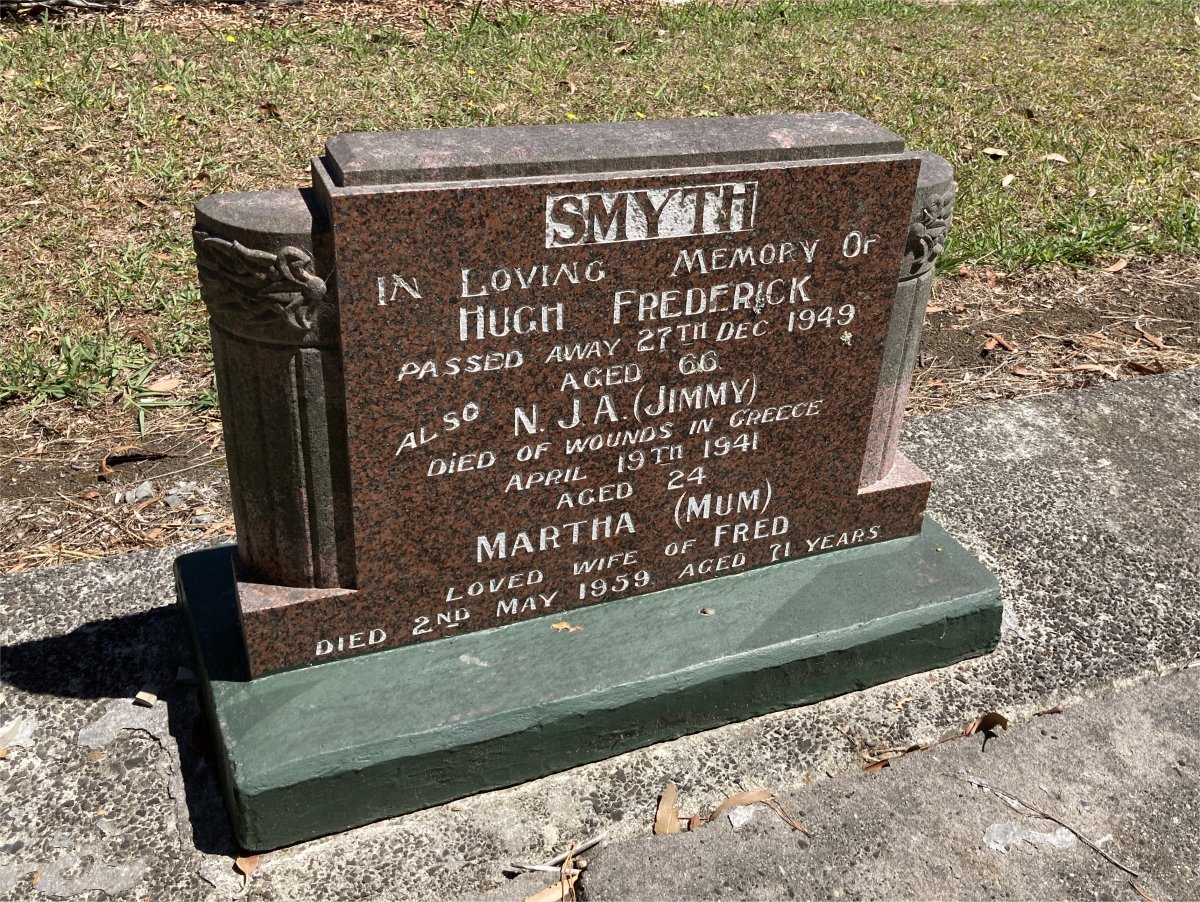 SMYTH
IN LOVING MEMORY OF
HUGH FREDERICK
PASSED AWAY 27TH DEC 1949
AGED 66
ALSO N. J A. (JIMMY)
DIED OF WOUNDS IN GREECE
APRIL 19TH 1941
AGED 24
MARTHA (MUM)
LOVED WIFE OF FRED
DIED 2ND MAY 1959 AGED 71 YEARS